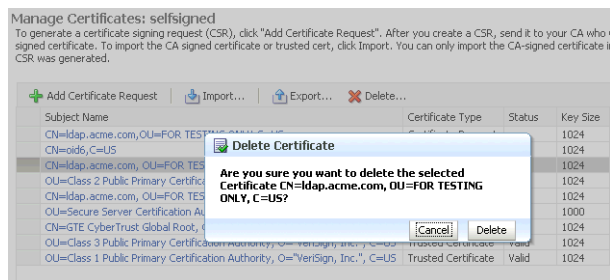 Manage Certificates: selfsigned
To generate a certificate signing request (CSR), click "Add Certificate Request". After you create a CSR, send it to your CA who
signed certificate. To import the CA signed certificate or trusted cert, click Import. You can only import the CA-signed certificate i
CSR was generated.
Add Certificate Request Import... Export... Delete...
Subject Name Certificate Type Status Key Size
CN=ldap.acme.com,OU=FOR TESTING ONLY, C=US Certificate Request 1024
CN=oid6,C=US 1024
CN=ldap.acme.com, OU=FOR TES 1024
OU=Class 2 Public Primary Certifica 1024
CN=ldap.acme.com, OU=FOR TES 1024
OU=Secure Server Certification Au 1000
CN=GTE CyberTrust Global Root, 1024
OU=Class 3 Public Primary Certification Authority, O="VeriSign, Inc.", C=US Trusted Certificate Valid 1024
OU=Class 1 Public Primary Certification Authority, O="VeriSign, Inc.", C=US Trusted Certificate Valid 1024
Delete Certificate
Are you sure you want to delete the selected
Certificate CN=ldap.acme.com, OU=FOR TESTING
ONLY, C=US?
Cancel Delete